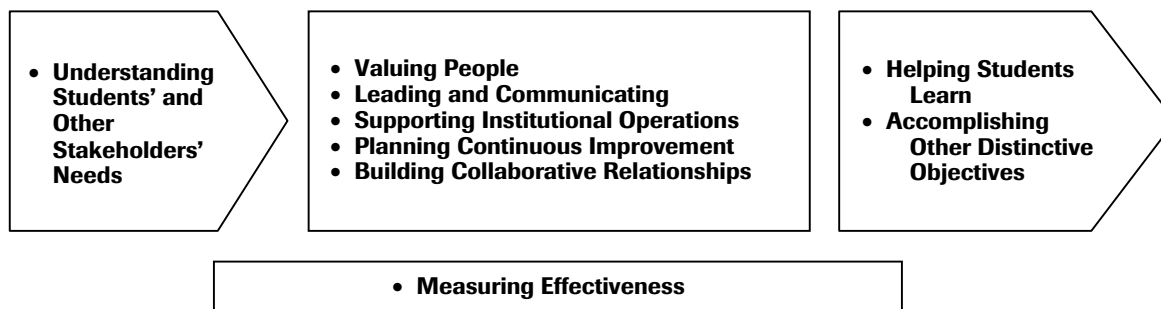 • Understanding
Students’ and
Other
Stakeholders’
Needs
• Valuing People
• Leading and Communicating
• Supporting Institutional Operations
• Planning Continuous Improvement
• Building Collaborative Relationships
• Helping Students
Learn
• Accomplishing
Other Distinctive
Objectives
• Measuring Effectiveness